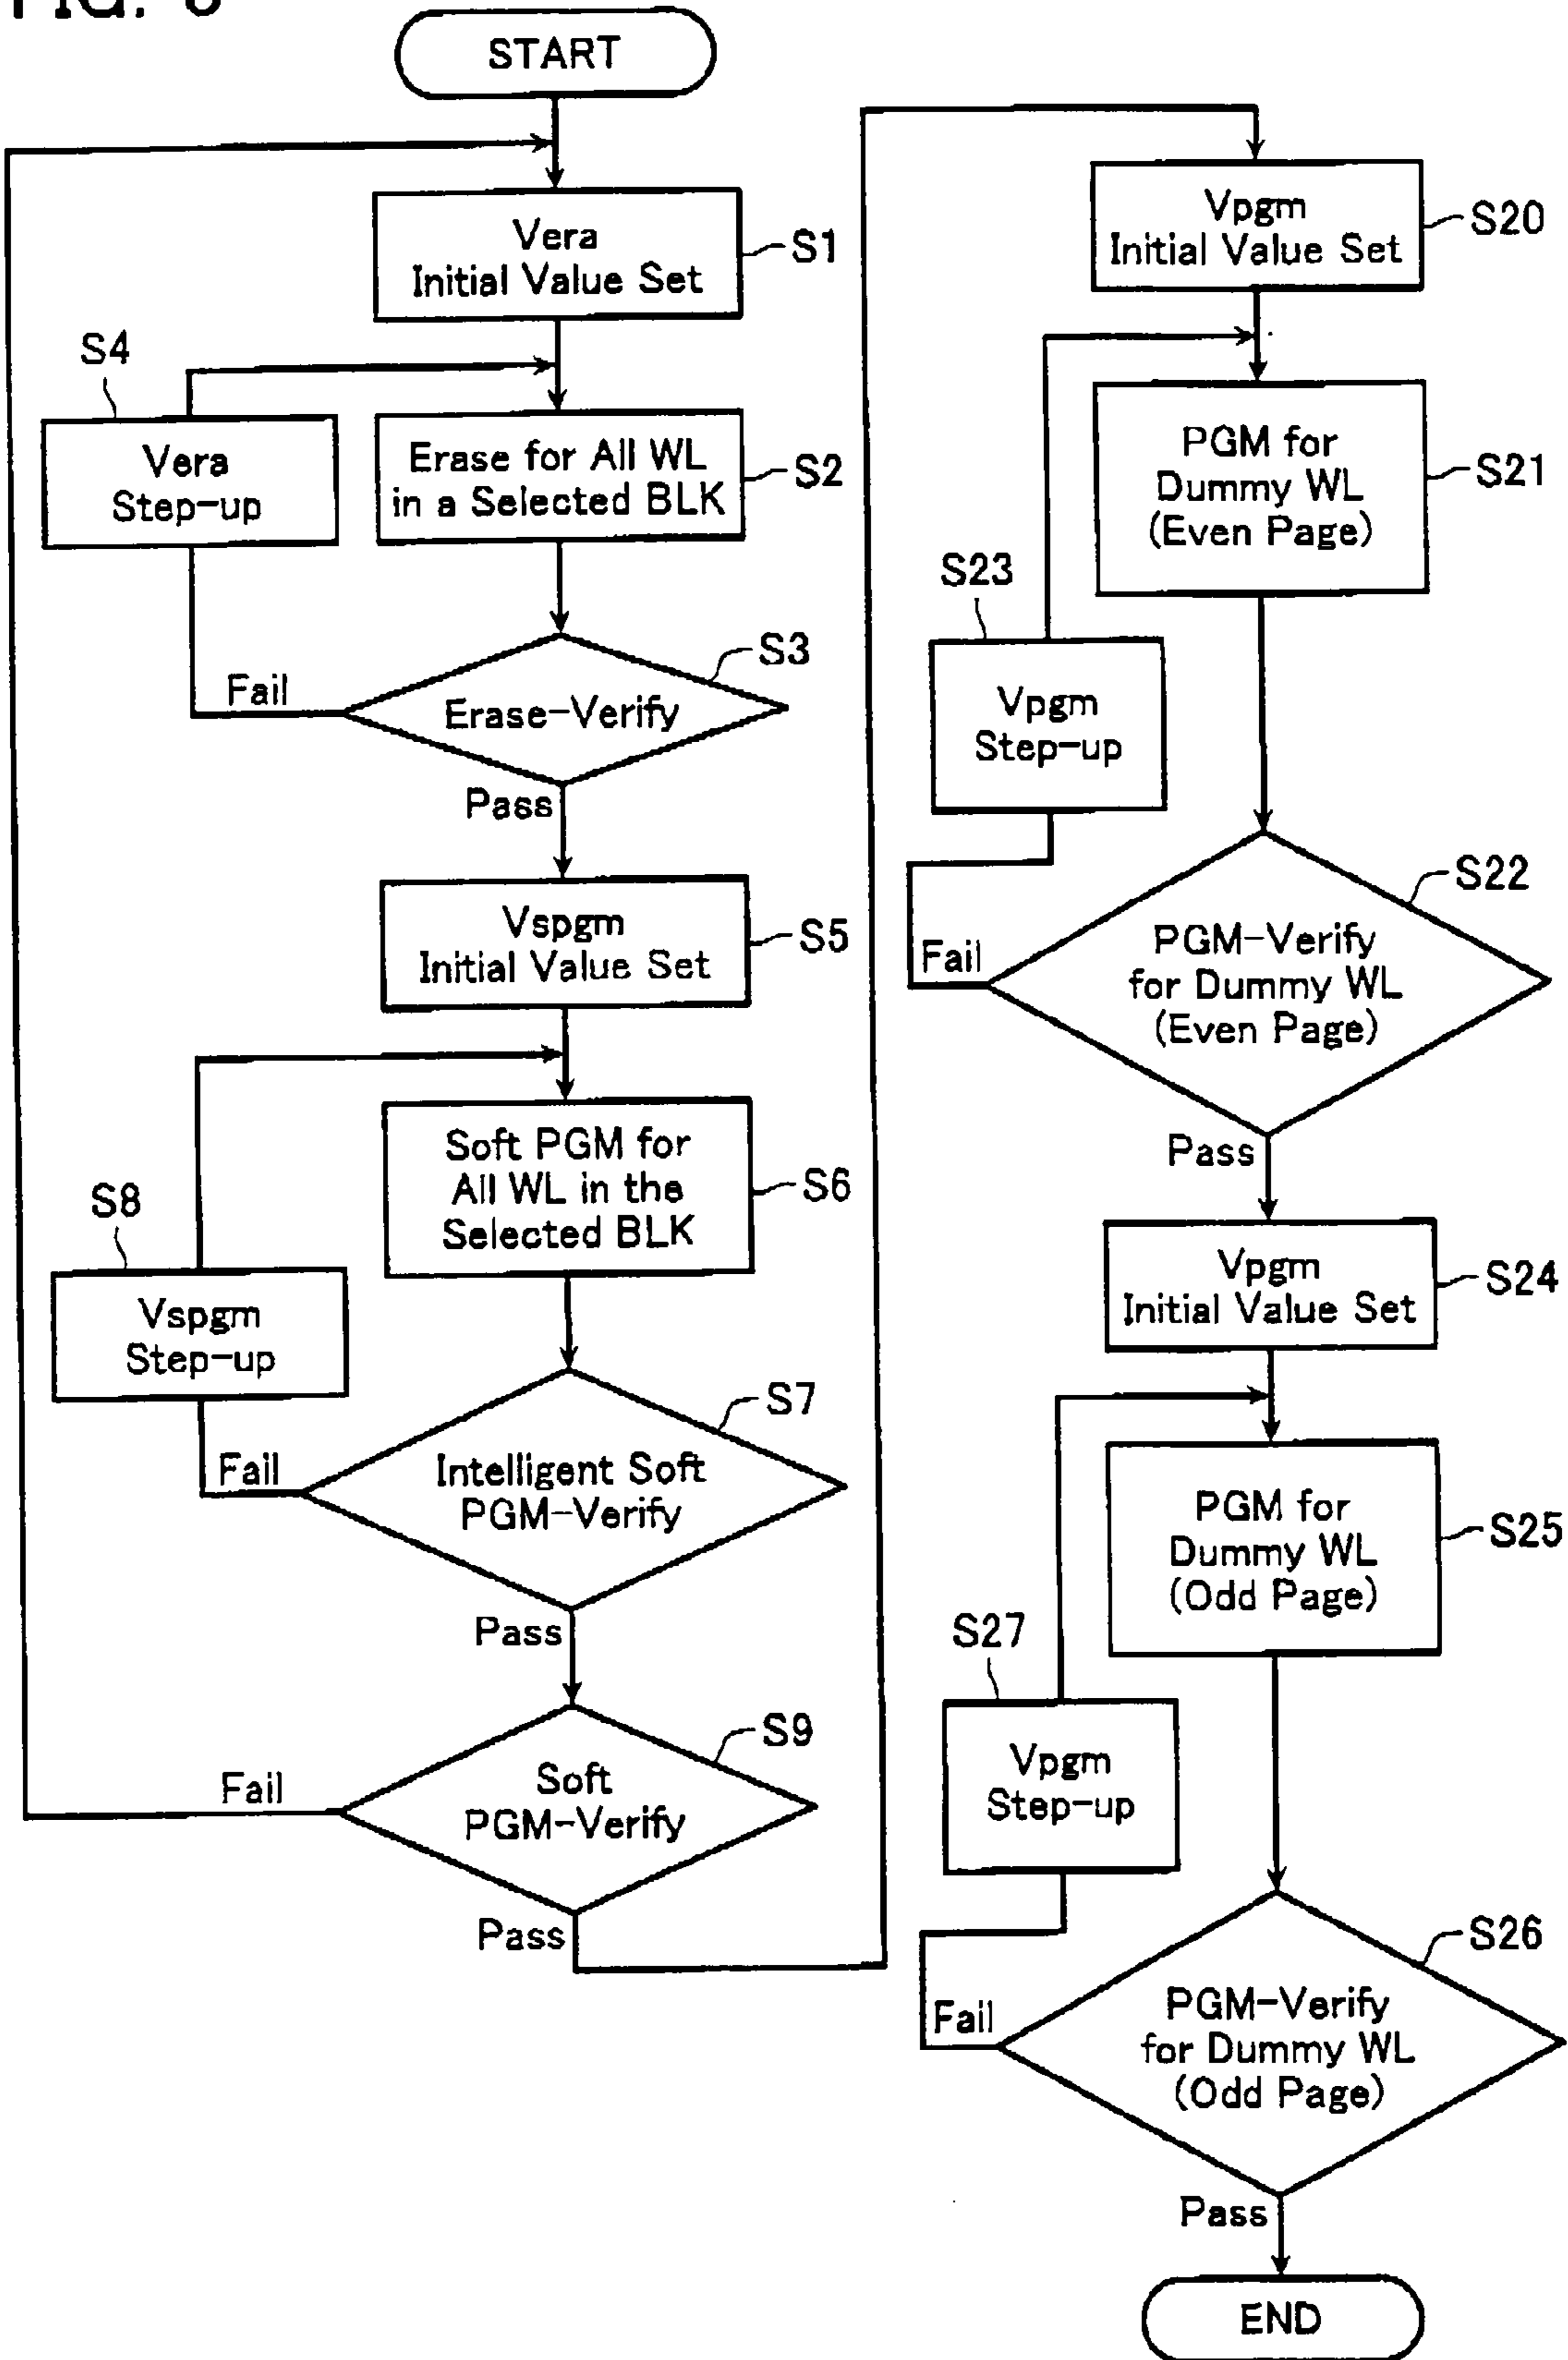 START
Vera
Initial Value Set
S1
S4
Vera
Step-up
Erase for All WL
in a Selected BLK
S2
S3
Fail
Erase-Verify
Pass
Vspgm
Initial Value Set
S5
Soft PGM for
All WL in the
Selected BLK
S6
S8
Vspgm
Step-up
S7
Fail
Intelligent Soft
PGM-Verify
Pass
S9
Fail
Soft
PGM-Verify
Pass
Vpgm
Initial Value Set
S20
PGM for
Dummy WL
(Even Page)
S21
S23
Vpgm
Step-up
S22
Fail
PGM-Verify
for Dummy WL
(Even Page)
Pass
Vpgm
Initial Value Set
S24
PGM for
Dummy WL
(Odd Page)
S25
S27
Vpgm
Step-up
S26
Fail
PGM-Verify
for Dummy WL
(Odd Page)
Pass
END